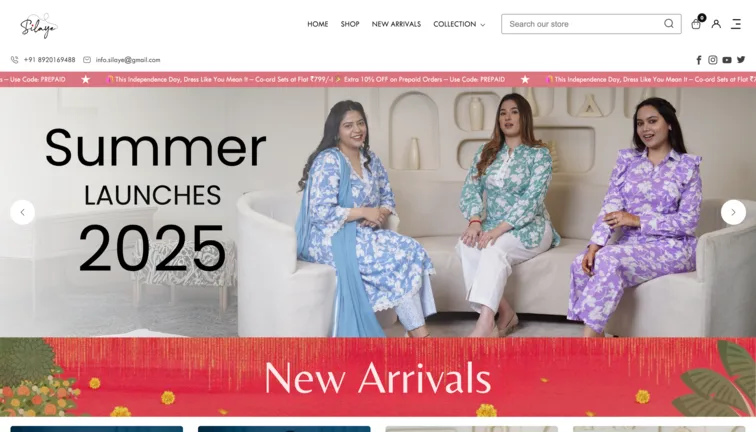 Silaye
HOME SHOP NEW ARRIVALS COLLECTION
Search our store
0
+91 8920169488 info.silaye@gmail.com
s – Use Code: PREPAID ★ This Independence Day, Dress Like You Mean It – Co-ord Sets at Flat ₹799/- Extra 10% OFF on Prepaid Orders – Use Code: PREPAID ★ This Independence Day, Dress Like You Mean It – Co-ord Sets at Flat ₹7
Summer
LAUNCHES
2025
New Arrivals